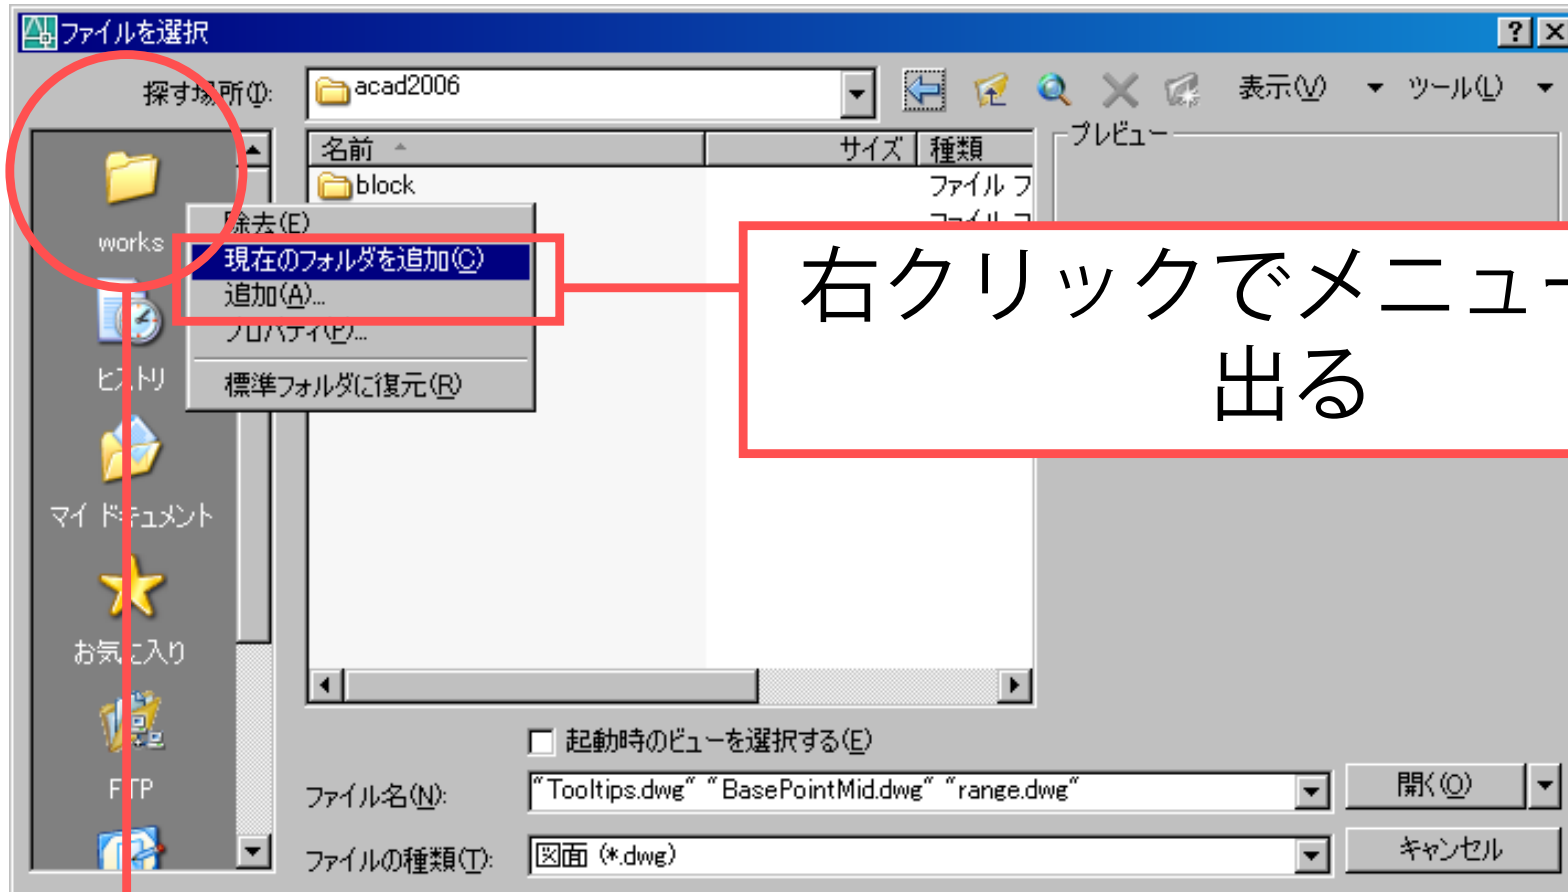 ファイルを選択
探す場所(I):
acad2006
表示(V)
ツール(L)
名前
サイズ
種類
プレビュー
block
ファイル フ
works
除去(E)
現在のフォルダを追加(C)
追加(A)...
プロパティ(P)...
標準フォルダに復元(R)
右クリックでメニュー
出る
ヒストリ
マイ ドキュメント
お気に入り
FTP
起動時のビューを選択する(E)
ファイル名(N):
"Tooltips.dwg" "BasePointMid.dwg" "range.dwg"
開く(O)
ファイルの種類(T):
図面 (*.dwg)
キャンセル